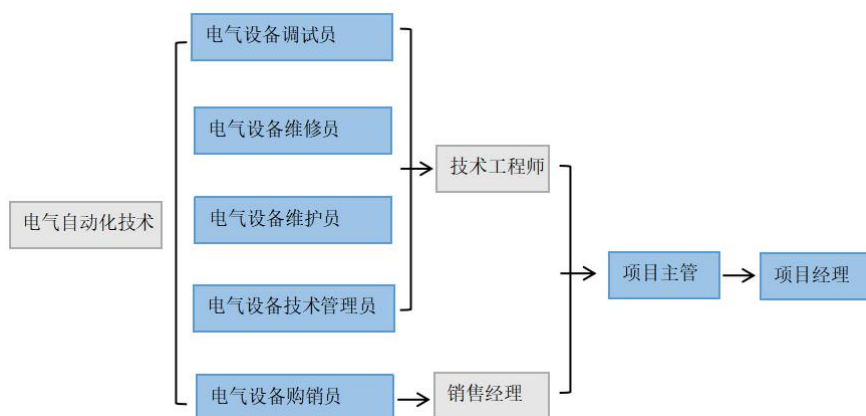 电气设备调试员
电气设备维修员
技术工程师
电气自动化技术
电气设备维护员
项目主管
项目经理
电气设备技术管理员
电气设备购销员
销售经理